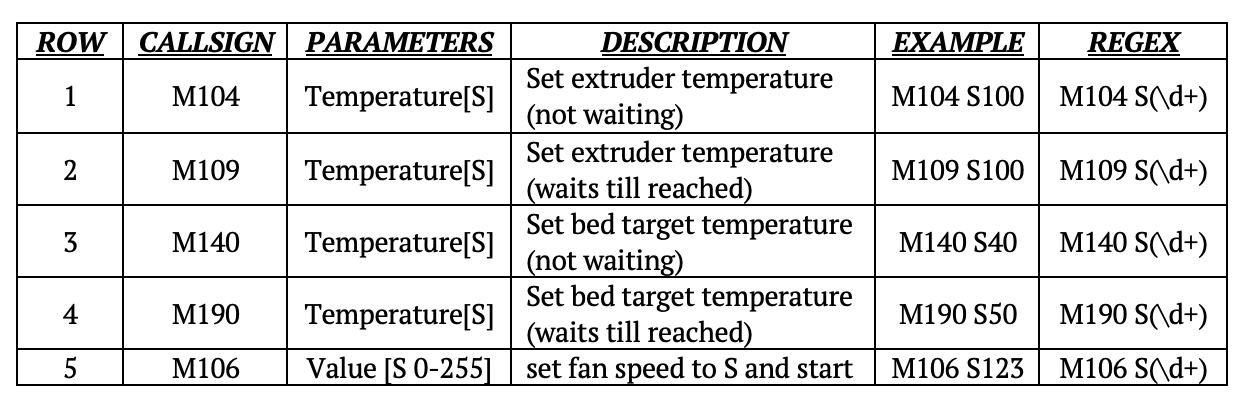 ROW CALLSIGN PARAMETERS DESCRIPTION EXAMPLE REGEX
1 M104 Temperature[S] Set extruder temperature (not waiting) M104 S100 M104 S(\d+)
2 M109 Temperature[S] Set extruder temperature (waits till reached) M109 S100 M109 S(\d+)
3 M140 Temperature[S] Set bed target temperature (not waiting) M140 S40 M140 S(\d+)
4 M190 Temperature[S] Set bed target temperature (waits till reached) M190 S50 M190 S(\d+)
5 M106 Value [S 0-255] set fan speed to S and start M106 S123 M106 S(\d+)